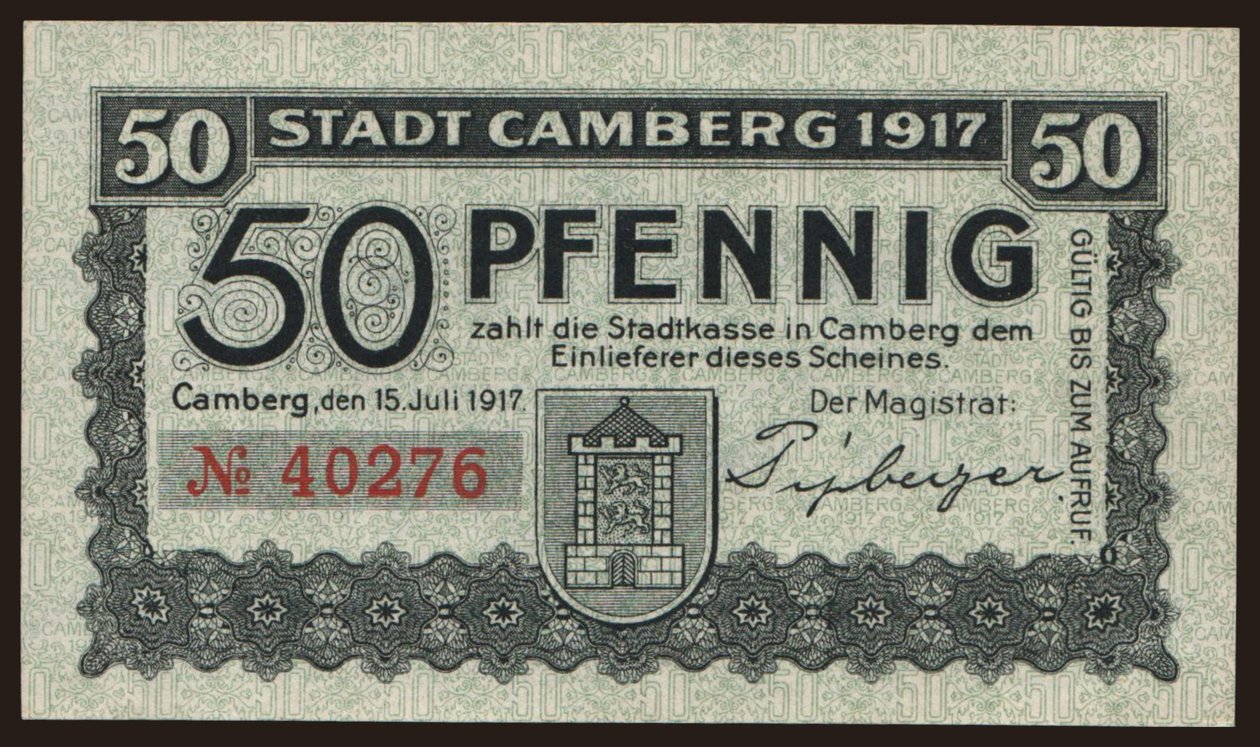 50 STADT CAMBERG 1917 50
50 PFENNIG
zahlt die Stadtkasse in Camberg dem
Einlieferer dieses Scheines.
Camberg, den 15. Juli 1917.
Der Magistrat:
№ 40276
GÜLTIG BIS ZUM AUFRUF.